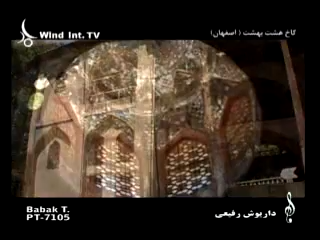 Wind Int. TV
کاخ هشت بهشت ( اصفهان)
Babak T.
PT-7105
داریوش رفیعی